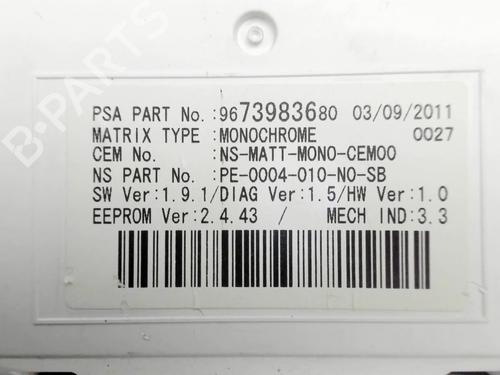 PSA PART No.:9673983680 03/09/2011
MATRIX TYPE :MONOCHROME 0027
CEM No. :NS-MATT-MONO-CEM00
NS PART No. :PE-0004-010-NO-SB
SW Ver:1.9.1/DIAG Ver:1.5/HW Ver:1.0
EEPROM Ver:2.4.43 / MECH IND:3.3